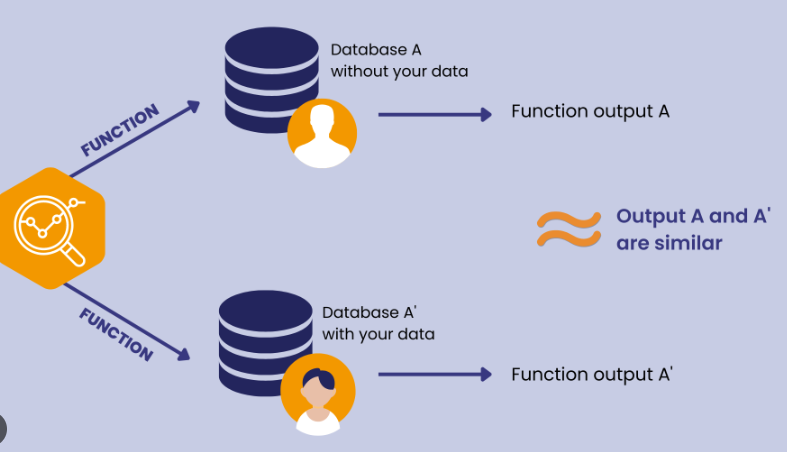 Database A
without your data
FUNCTION
Function output A
Output A and A'
are similar
Database A'
with your data
FUNCTION
Function output A'